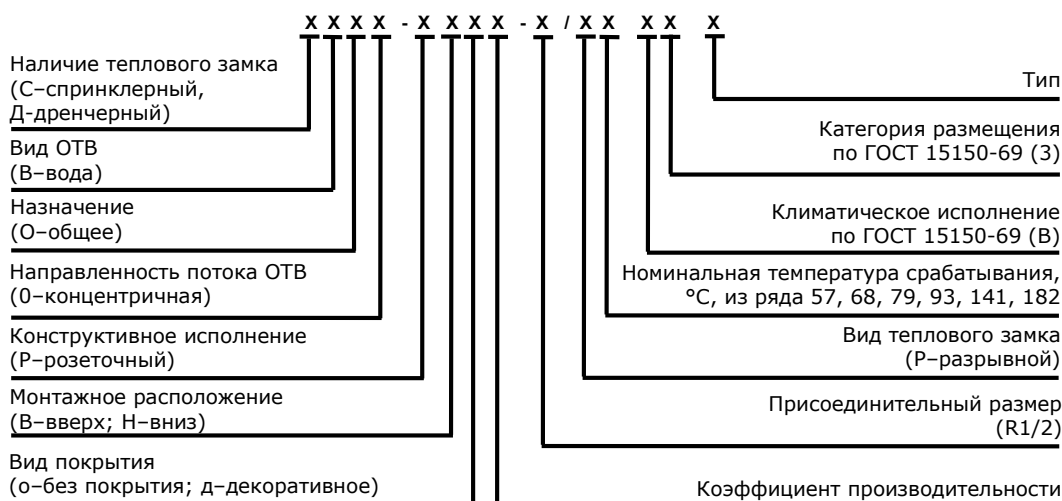 X X X X - X X X X - X / X X X X X
Наличие теплового замка
(С–спринклерный,
Д-дренчерный)
Вид ОТВ
(В–вода)
Назначение
(О–общее)
Направленность потока ОТВ
(0–концентричная)
Конструктивное исполнение
(Р–розеточный)
Монтажное расположение
(В–вверх; Н–вниз)
Вид покрытия
(о–без покрытия; д–декоративное)
Тип
Категория размещения
по ГОСТ 15150-69 (3)
Климатическое исполнение
по ГОСТ 15150-69 (В)
Номинальная температура срабатывания,
°С, из ряда 57, 68, 79, 93, 141, 182
Вид теплового замка
(Р–разрывной)
Присоединительный размер
(R1/2)
Коэффициент производительности